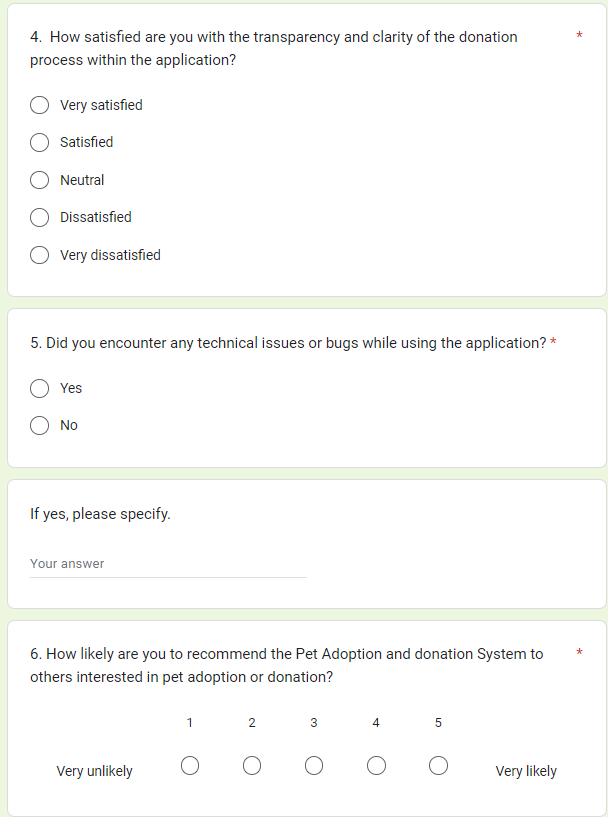 4. How satisfied are you with the transparency and clarity of the donation *
process within the application?
Very satisfied
Satisfied
Neutral
Dissatisfied
Very dissatisfied
5. Did you encounter any technical issues or bugs while using the application? *
Yes
No
If yes, please specify.
Your answer
6. How likely are you to recommend the Pet Adoption and donation System to *
others interested in pet adoption or donation?
1 2 3 4 5
Very unlikely Very likely